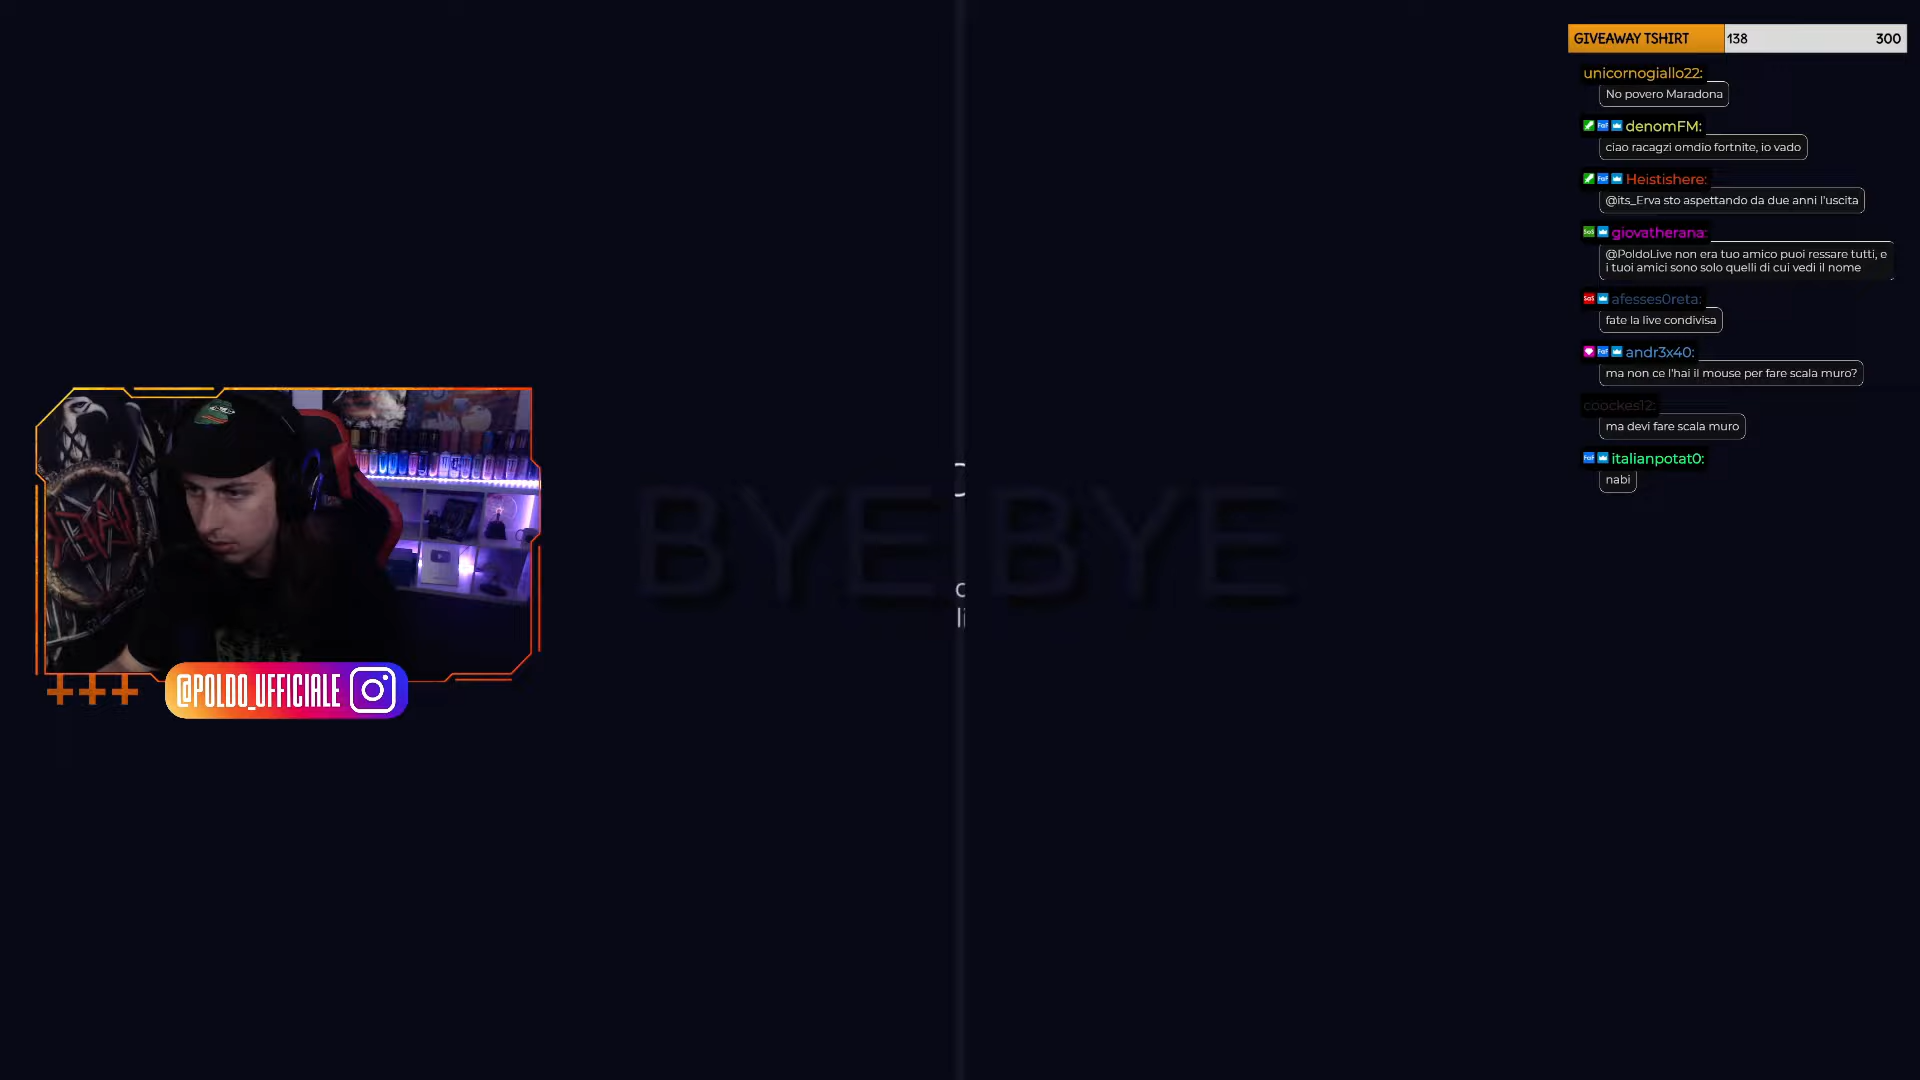 GIVEAWAY TSHIRT 138 300
unicornogiallo22:
No povero Maradona
denomFM:
ciao racagzi omdio fortnite, io vado
Heistishere:
@its_Erva sto aspettando da due anni l'uscita
giovatherana:
@PoldoLive non era tuo amico puoi ressare tutti, e
i tuoi amici sono solo quelli di cui vedi il nome
afesses0reta:
fate la live condivisa
andr3x40:
ma non ce l'hai il mouse per fare scala muro?
coockes12:
ma devi fare scala muro
italianpotat0:
nabi
BYE BYE
@POLDO_UFFICIALE